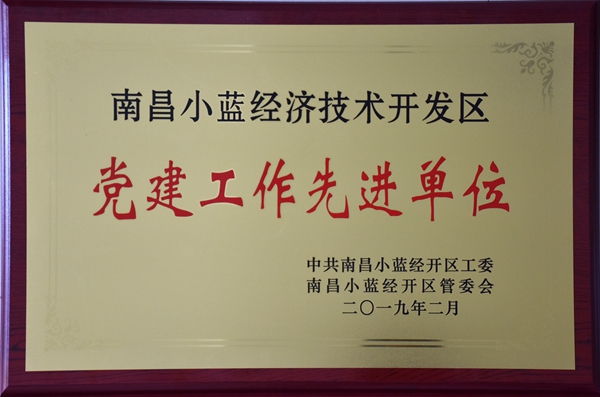 南昌小蓝经济技术开发区
党建工作先进单位
中共南昌小蓝经开区工委
南昌小蓝经开区管委会
二〇一九年二月